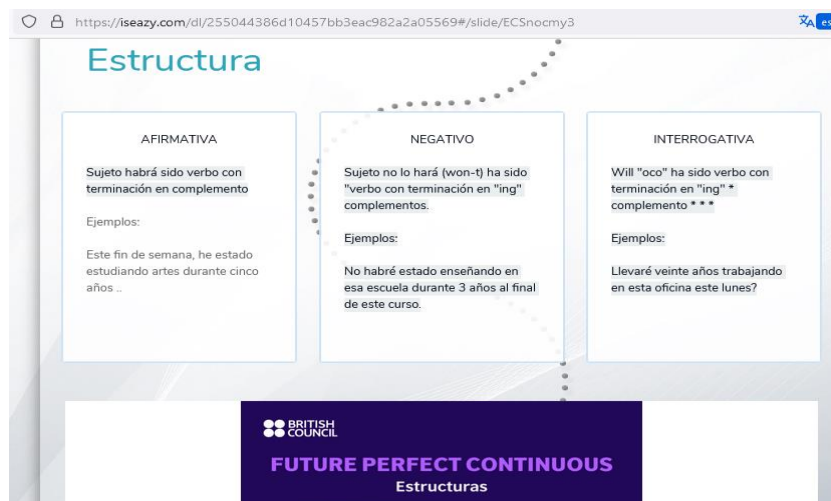 https://iseazy.com/dl/255044386d10457bb3eac982a2a05569#/slide/ECSnocmy3
es
Estructura
AFIRMATIVA
Sujeto habrá sido verbo con
terminación en complemento
Ejemplos:
Este fin de semana, he estado
estudiando artes durante cinco
años ..
NEGATIVO
Sujeto no lo hará (won-t) ha sido
"verbo con terminación en "ing"
complementos.
Ejemplos:
No habré estado enseñando en
esa escuela durante 3 años al final
de este curso.
INTERROGATIVA
Will "oco" ha sido verbo con
terminación en "ing" *
complemento * * *
Ejemplos:
Llevaré veinte años trabajando
en esta oficina este lunes?
BRITISH
COUNCIL
FUTURE PERFECT CONTINUOUS
Estructuras